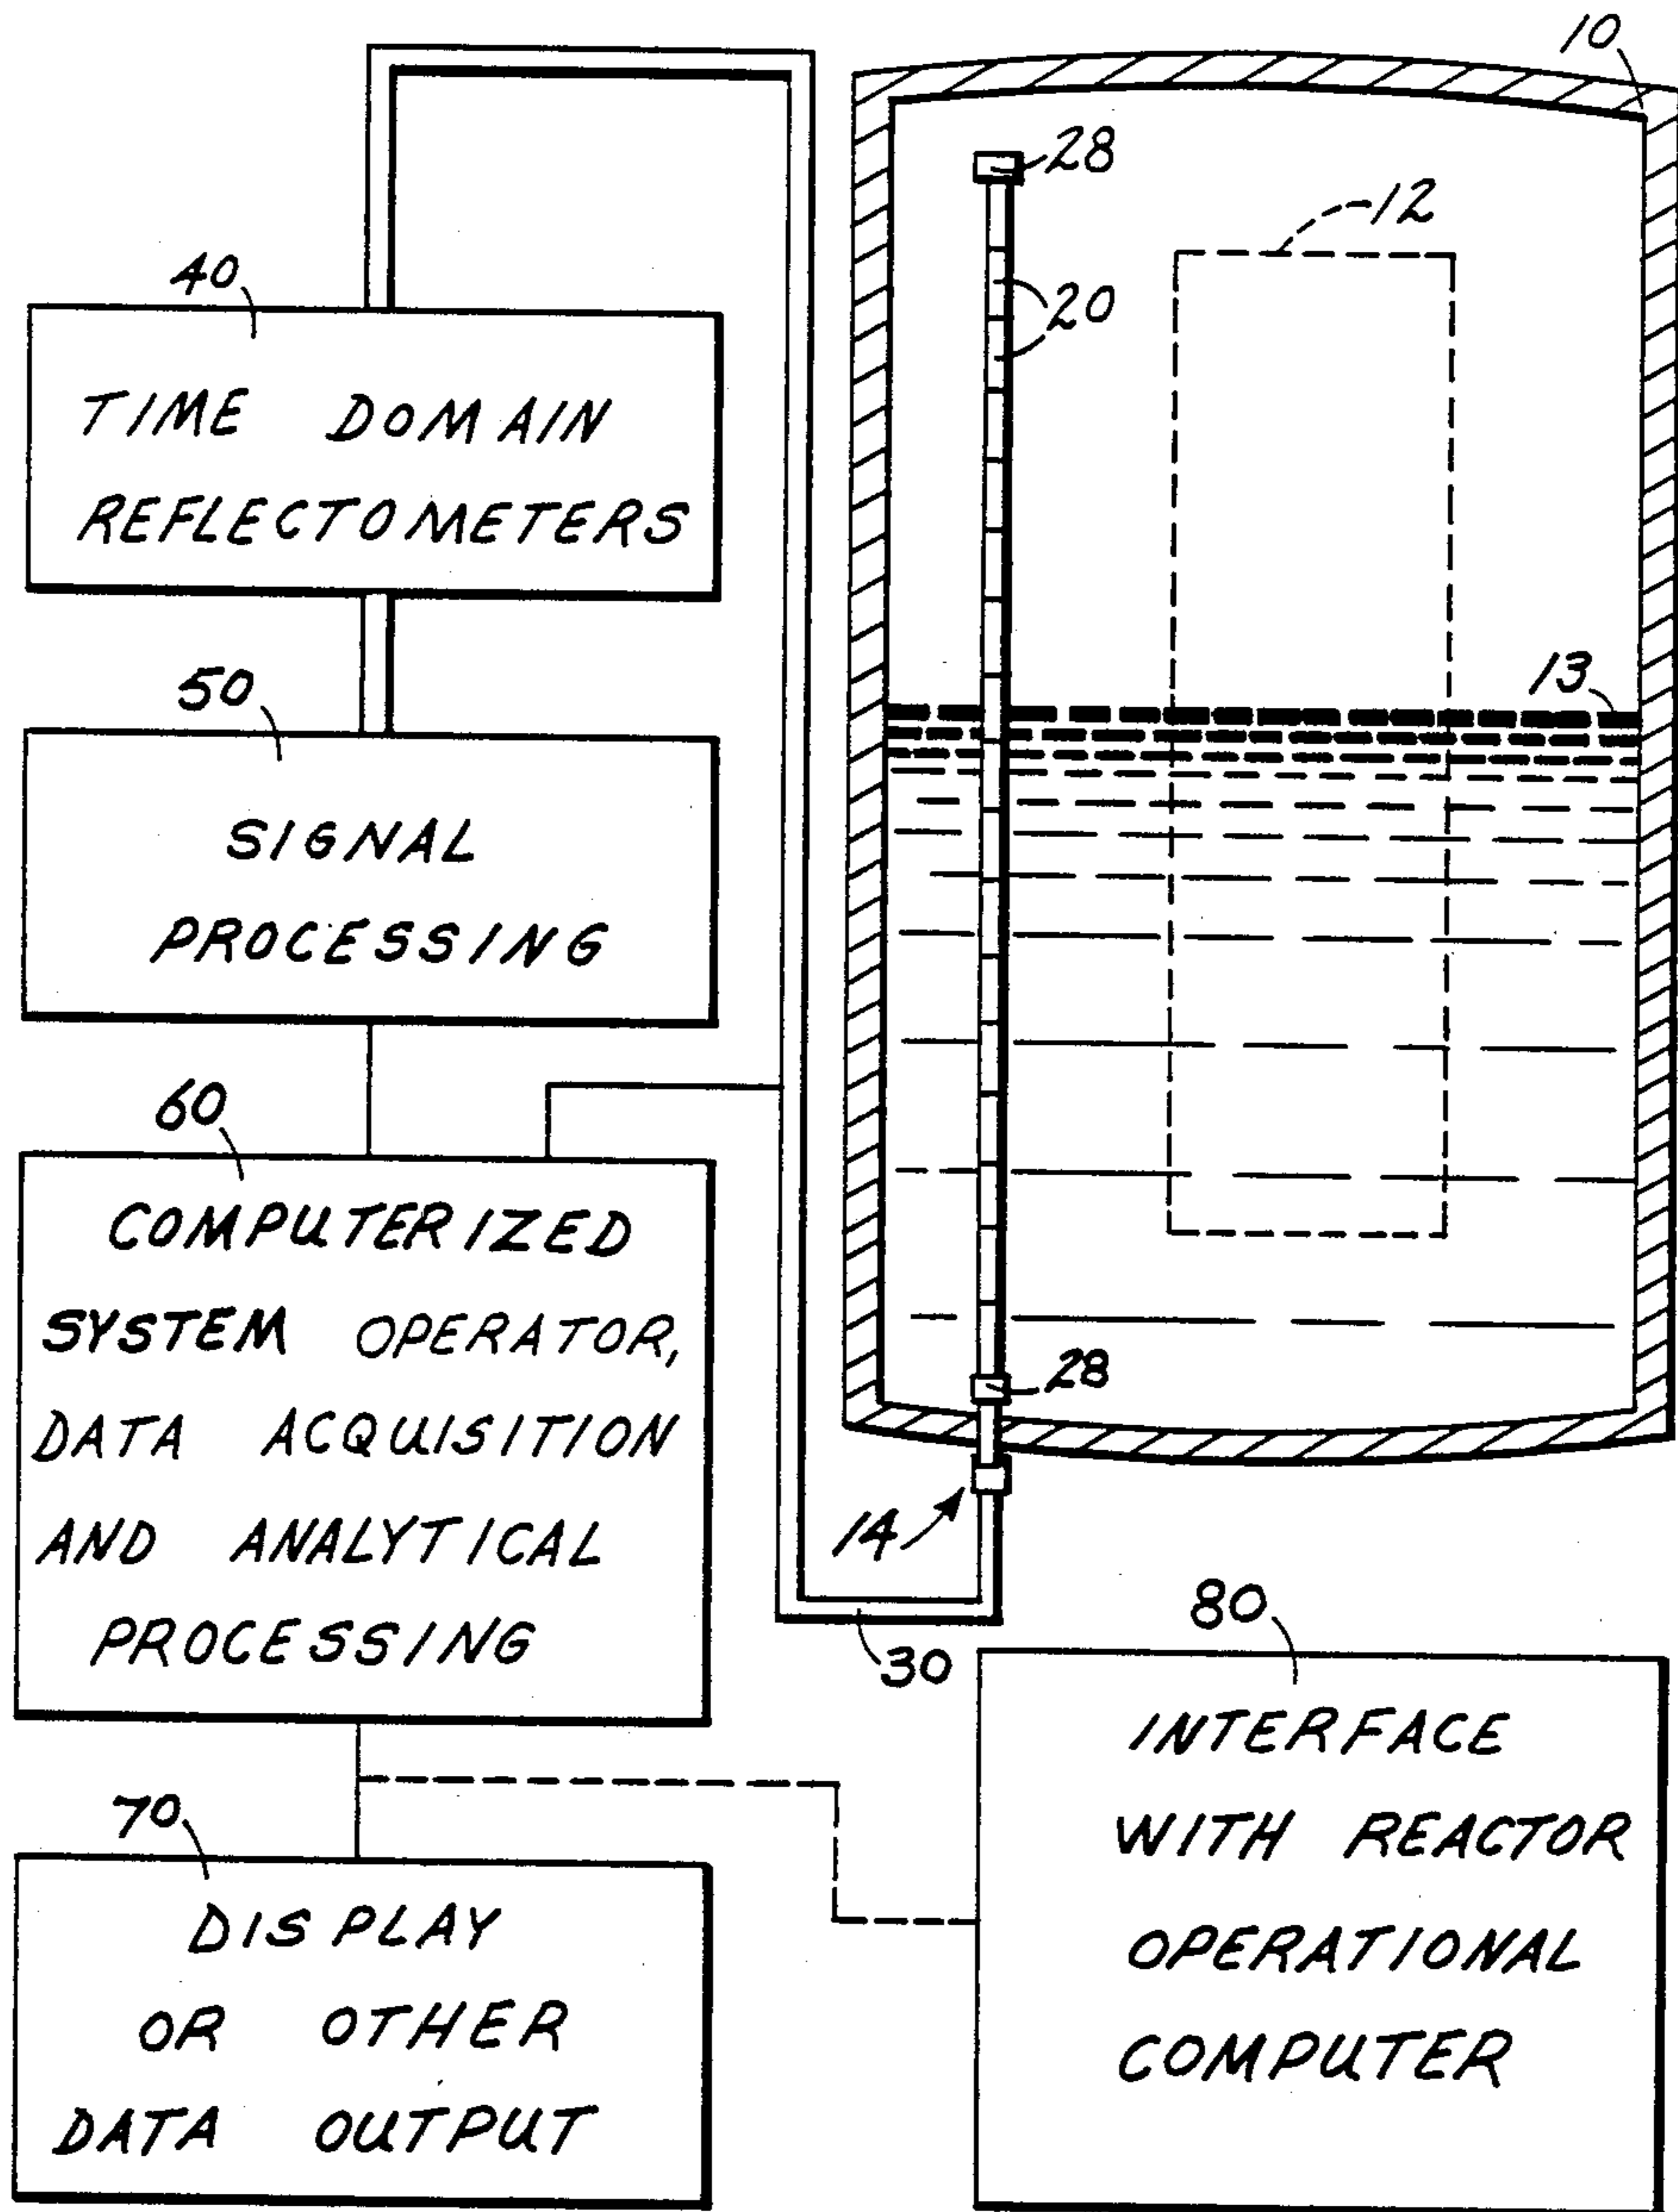 10
28
12
40
20
TIME DOMAIN
REFLECTOMETERS
13
50
SIGNAL
PROCESSING
60
COMPUTERIZED
SYSTEM OPERATOR,
DATA ACQUISITION
AND ANALYTICAL
PROCESSING
28
14
30
80
INTERFACE
WITH REACTOR
OPERATIONAL
COMPUTER
70
DISPLAY
OR OTHER
DATA OUTPUT